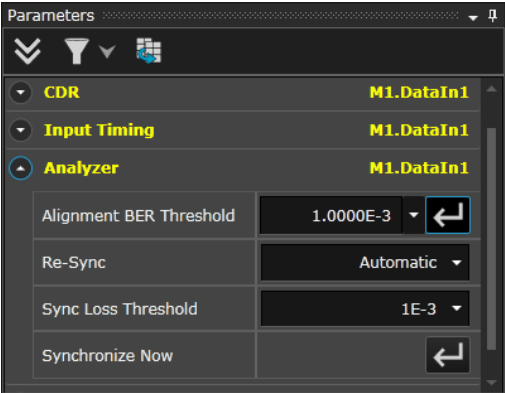 Parameters
CDR M1.DataIn1
Input Timing M1.DataIn1
Analyzer M1.DataIn1
Alignment BER Threshold 1.0000E-3
Re-Sync Automatic
Sync Loss Threshold 1E-3
Synchronize Now